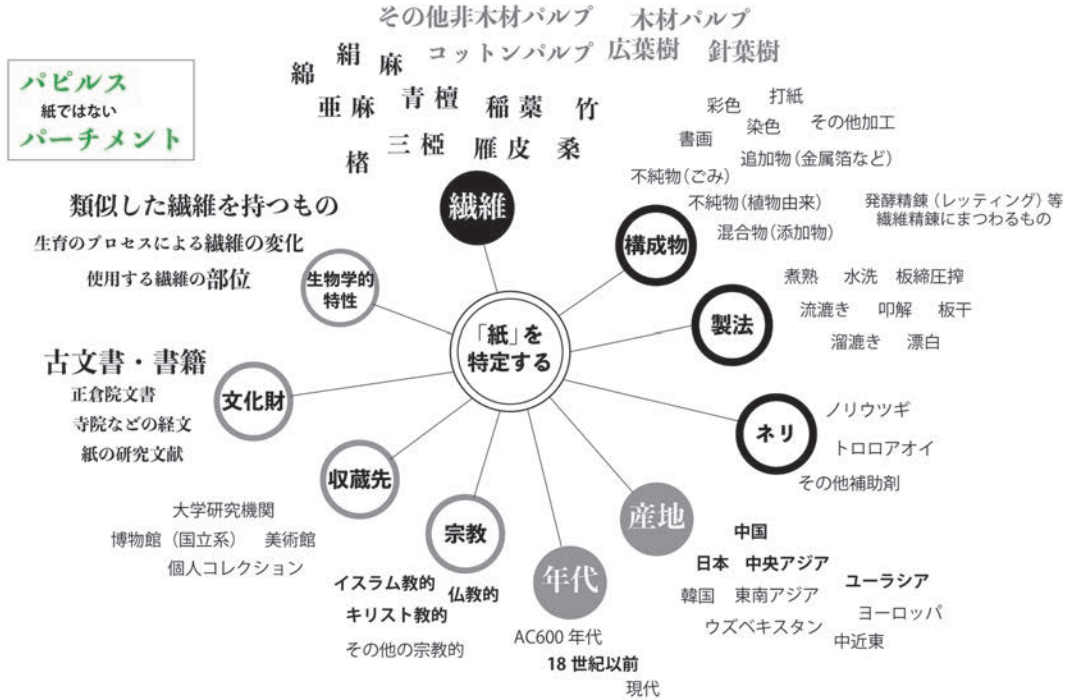 その他非木材パルプ 木材パルプ
綿 絹 麻 コットンパルプ 広葉樹 針葉樹
亜麻 青檀 稲藁 竹
楮 三椏 雁皮 桑
パピルス
紙ではない
パーチメント
繊維
彩色 打紙
書画 染色 その他加工
追加物(金属箔など)
不純物(ごみ)
不純物(植物由来)
混合物(添加物)
発酵精錬(レッティング)等
繊維精錬にまつわるもの
構成物
煮熟 水洗 板締圧搾
流漉き 叩解 板干
溜漉き 漂白
製法
ノリウツギ
トロロアオイ
その他補助剤
ネリ
産地
中国
日本 中央アジア ユーラシア
韓国 東南アジア ヨーロッパ
ウズベキスタン 中近東
年代
AC600 年代
18 世紀以前
現代
宗教
イスラム教的 仏教的
キリスト教的
その他の宗教的
収蔵先
大学研究機関
博物館(国立系) 美術館
個人コレクション
文化財
古文書・書籍
正倉院文書
寺院などの経文
紙の研究文献
生物学的
特性
類似した繊維を持つもの
生育のプロセスによる繊維の変化
使用する繊維の部位
「紙」を
特定する